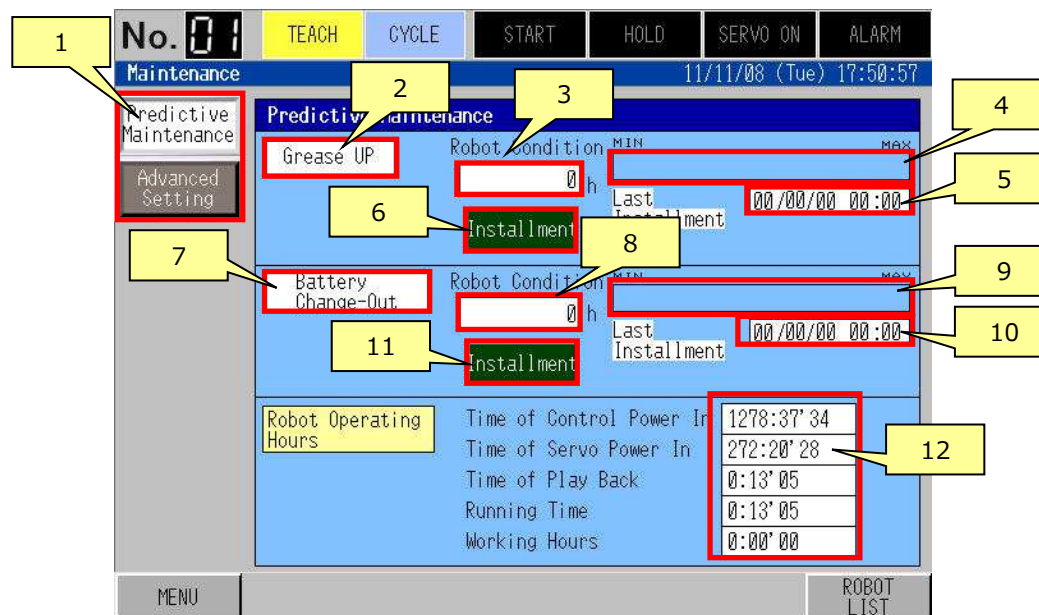 No. 01 TEACH CYCLE START HOLD SERVO ON ALARM
Maintenance 11/11/08 (Tue) 17:50:57
1
2
3
4
5
6
7
8
9
10
11
12
Predictive
Maintenance
Advanced
Setting
Predictive Maintenance
Grease UP
Robot Condition MIN MAX
0 h
Last
Installment
00/00/00 00:00
Installment
Battery
Change-Out
Robot Condition MIN MAX
0 h
Last
Installment
00/00/00 00:00
Installment
Robot Operating
Hours
Time of Control Power In 1278:37'34
Time of Servo Power In 272:20'28
Time of Play Back 0:13'05
Running Time 0:13'05
Working Hours 0:00'00
MENU
ROBOT
LIST